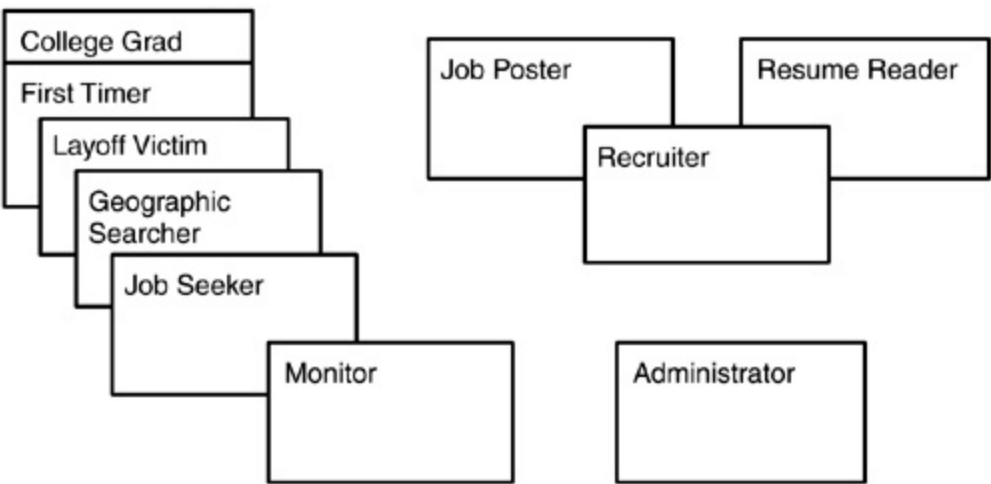 College Grad
First Timer
Layoff Victim
Geographic
Searcher
Job Seeker
Monitor
Job Poster
Resume Reader
Recruiter
Administrator